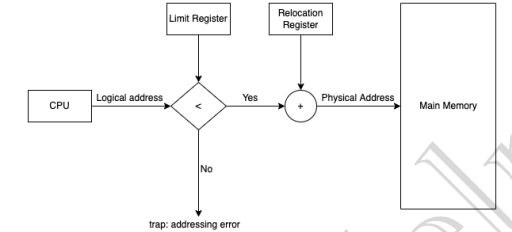 Limit Register
Relocation
Register
CPU
Logical address
<
Yes
+
Physical Address
Main Memory
No
trap: addressing error